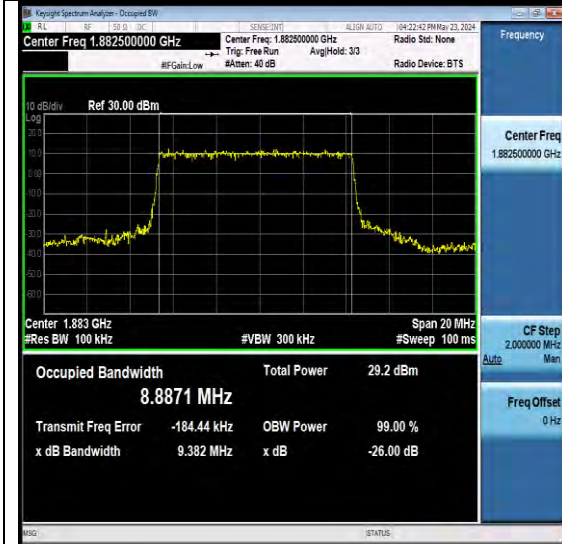 Keysight Spectrum Analyzer - Occupied BW
RL RF 50 Ω DC SENSE:INT ALIGN AUTO 04:22:42 PM May 23, 2024
Center Freq 1.882500000 GHz
Center Freq: 1.882500000 GHz
Radio Std: None
Trig: Free Run Avg|Hold: 3/3
#IFGain:Low #Atten: 40 dB Radio Device: BTS
10 dB/div Ref 30.00 dBm
Log
20.0
10.0
0.00
-10.0
-20.0
-30.0
-40.0
-50.0
-60.0
Center 1.883 GHz Span 20 MHz
#Res BW 100 kHz #VBW 300 kHz #Sweep 100 ms
Occupied Bandwidth Total Power 29.2 dBm
8.8871 MHz
Transmit Freq Error -184.44 kHz OBW Power 99.00 %
x dB Bandwidth 9.382 MHz x dB -26.00 dB
MSG STATUS
Frequency
Center Freq
1.882500000 GHz
CF Step
2.000000 MHz
Auto Man
Freq Offset
0 Hz